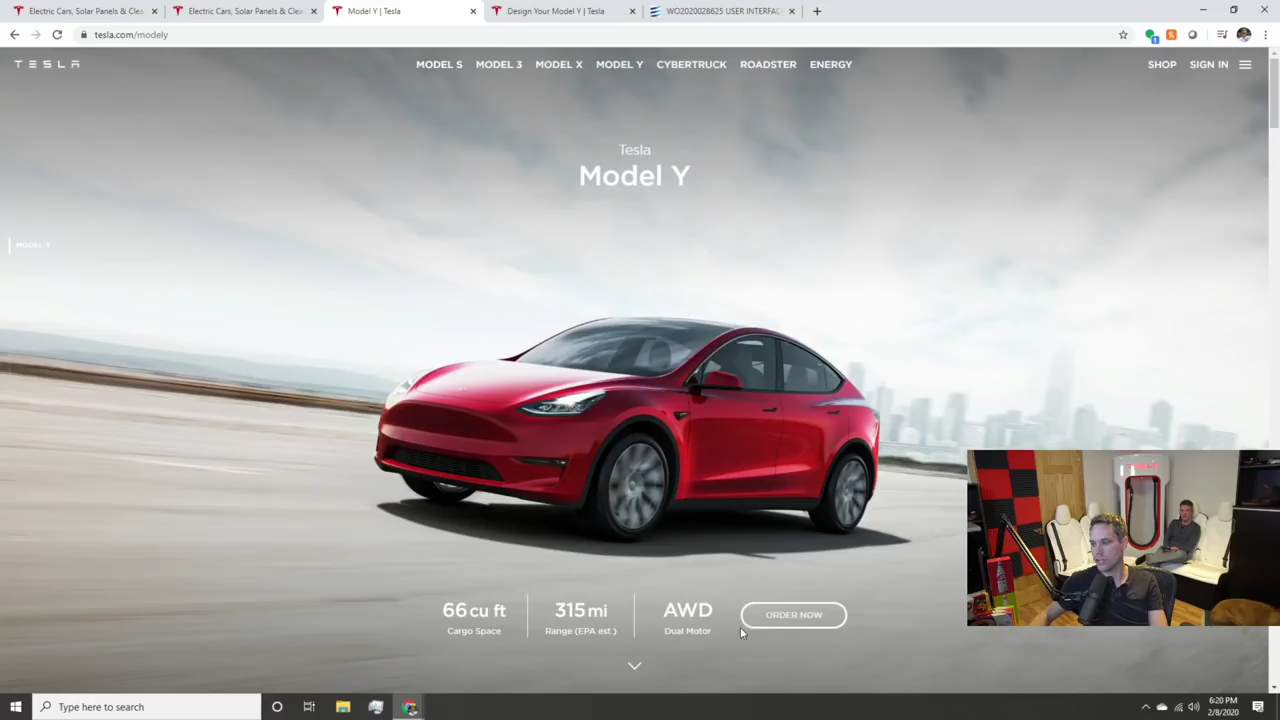 Electric Cars, Solar Panels & Clea
Electric Cars, Solar Panels & Clea
Model Y | Tesla
Design Your Model Y | Tesla
WO2020028625 USER INTERFAC
tesla.com/modely
TESLA
MODEL S
MODEL 3
MODEL X
MODEL Y
CYBERTRUCK
ROADSTER
ENERGY
SHOP
SIGN IN
Tesla
Model Y
MODEL Y
66 cu ft
Cargo Space
315 mi
Range (EPA est.)
AWD
Dual Motor
ORDER NOW
Type here to search
6:20 PM
2/8/2020